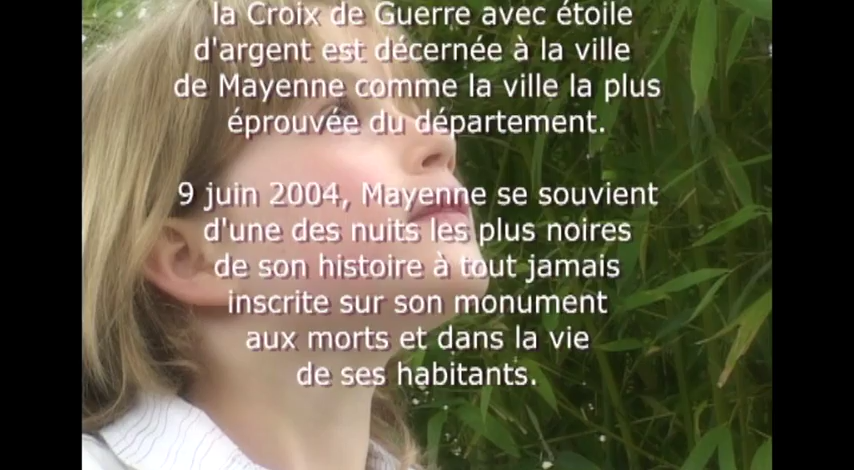 la Croix de Guerre avec étoile
d'argent est décernée à la ville
de Mayenne comme la ville la plus
éprouvée du département.
9 juin 2004, Mayenne se souvient
d'une des nuits les plus noires
de son histoire à tout jamais
inscrite sur son monument
aux morts et dans la vie
de ses habitants.